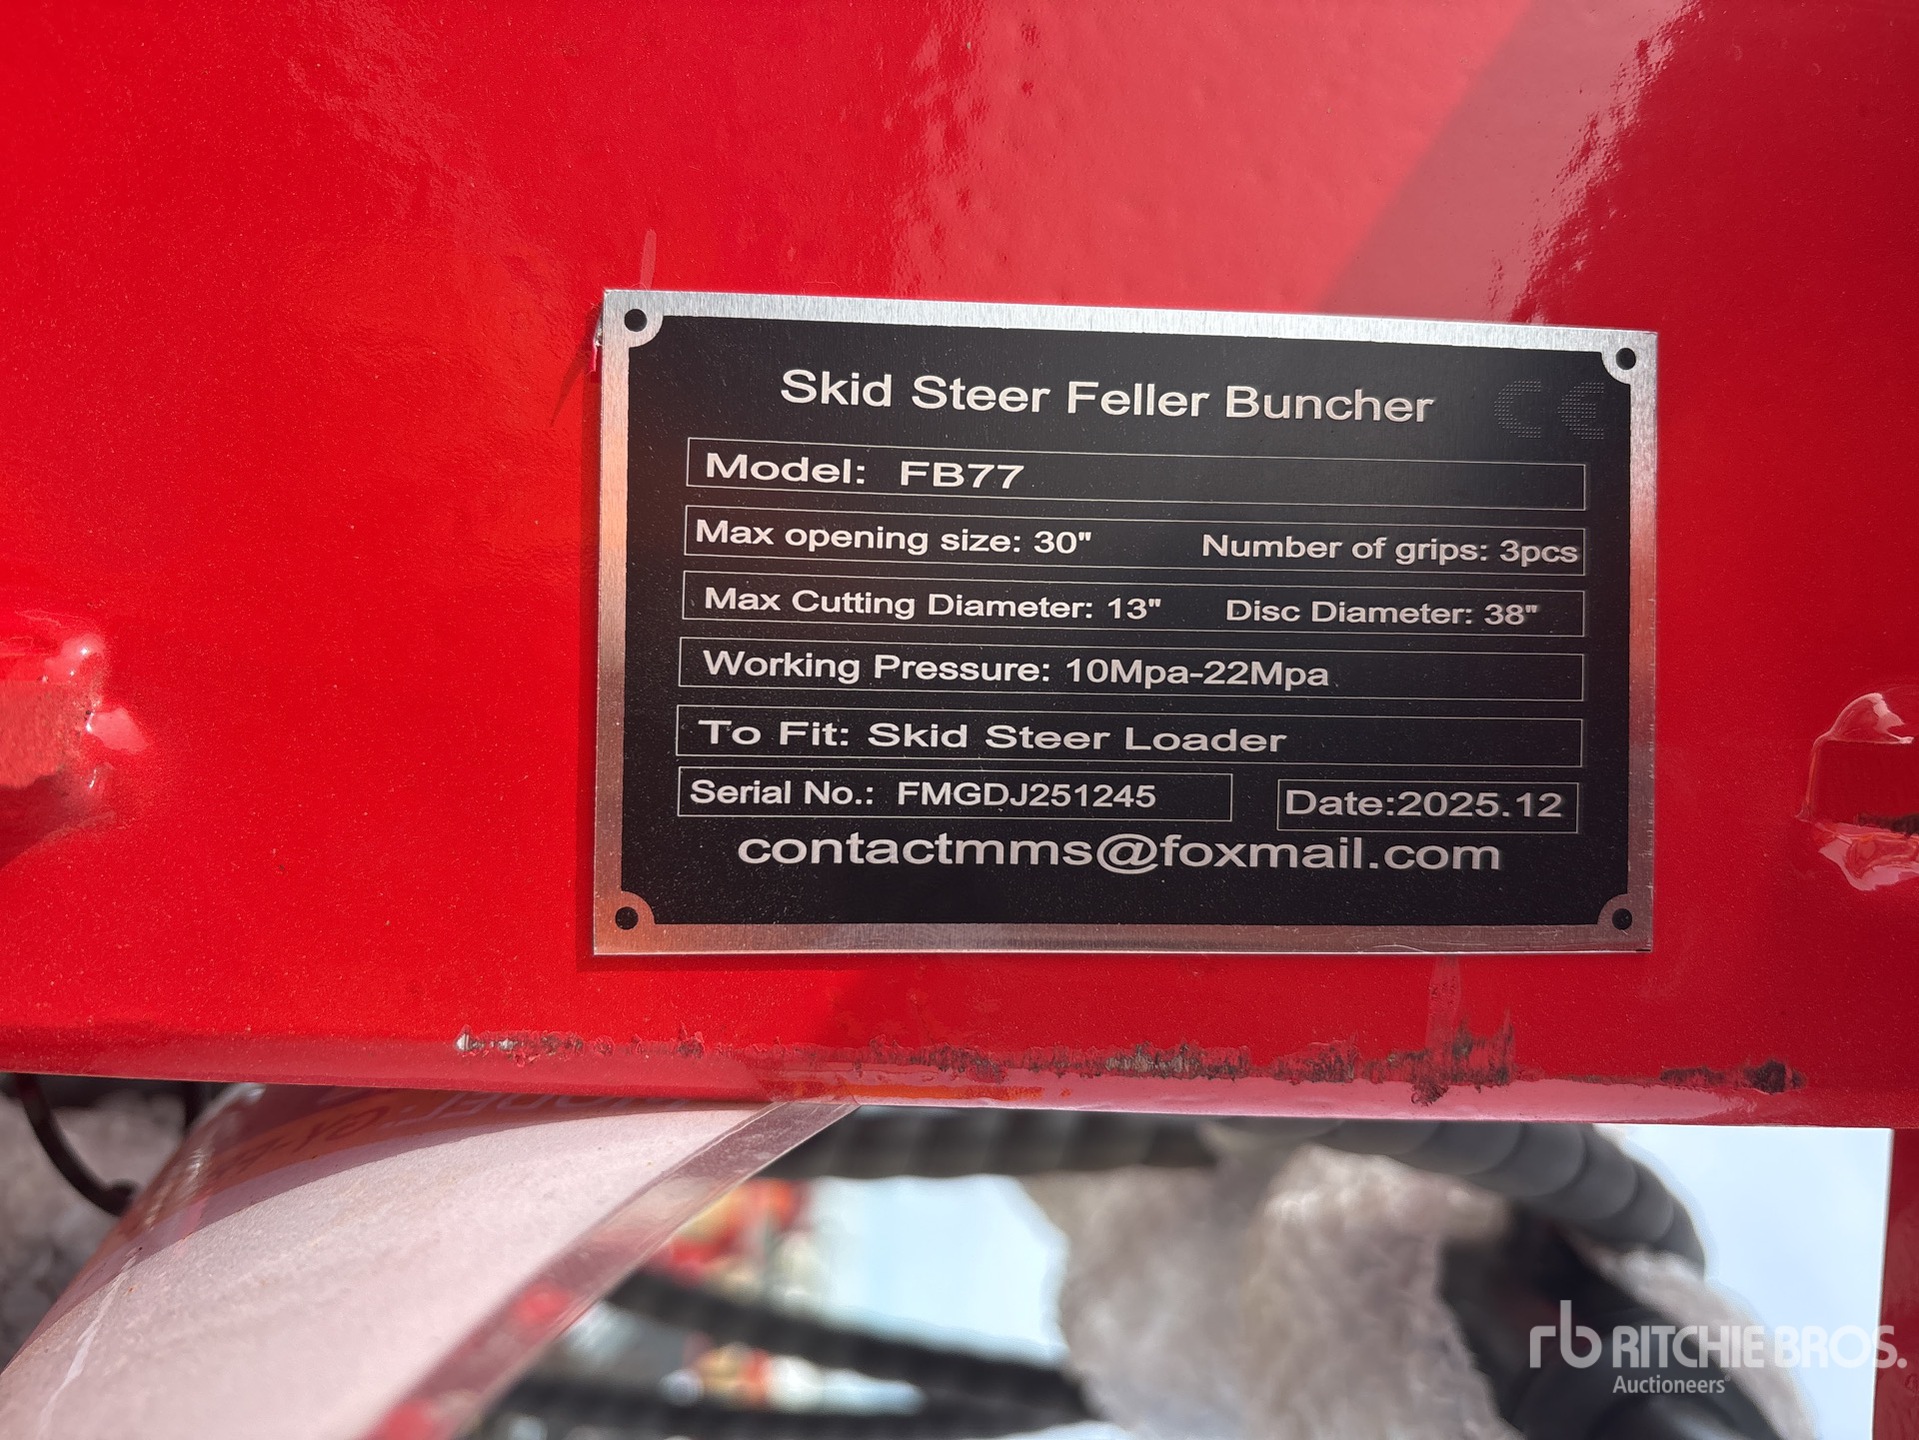 Skid Steer Feller Buncher CE
Model: FB77
Max opening size: 30" Number of grips: 3pcs
Max Cutting Diameter: 13" Disc Diameter: 38"
Working Pressure: 10Mpa-22Mpa
To Fit: Skid Steer Loader
Serial No.: FMGDJ251245 Date:2025.12
contactmms@foxmail.com
rb RITCHIE BROS.
Auctioneers